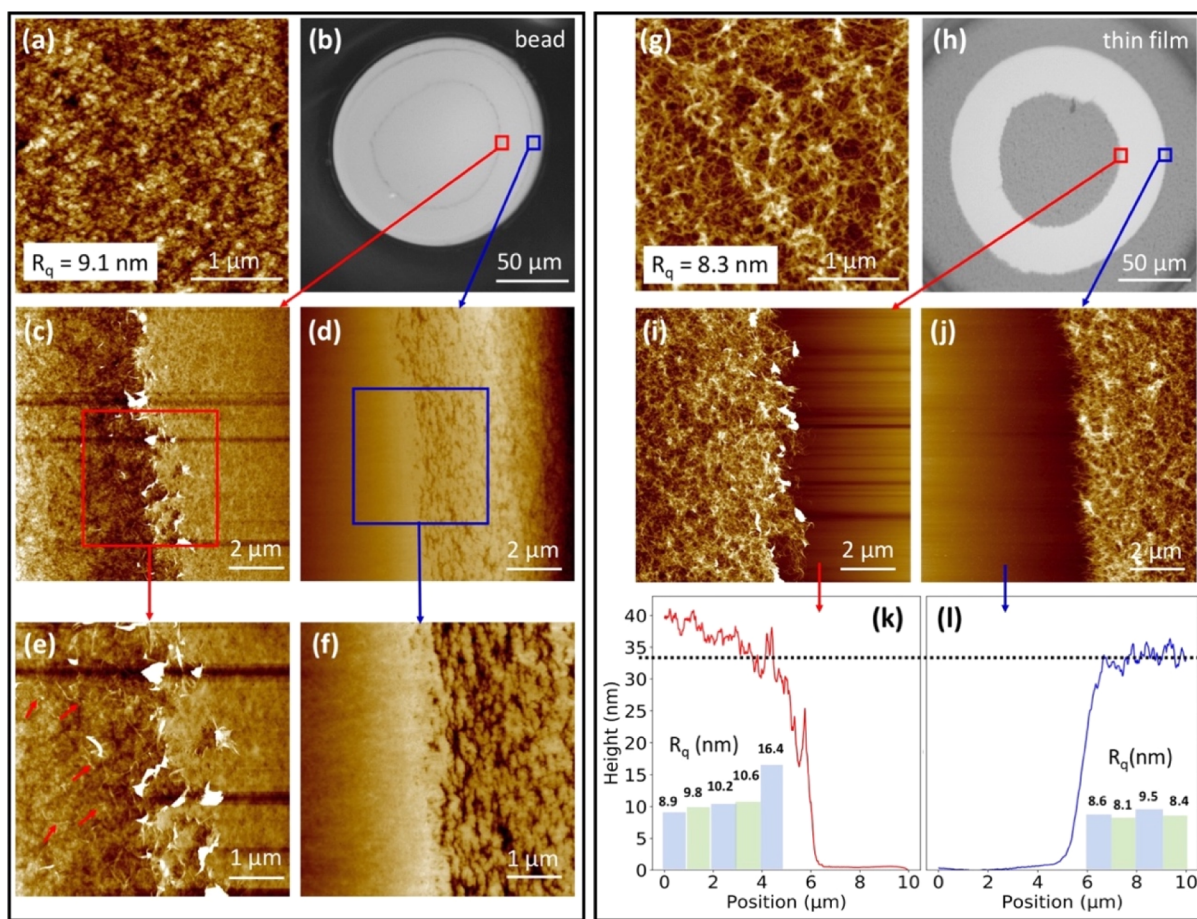 (a)
R_q = 9.1 nm
1 µm
(b)
bead
50 µm
(c)
2 µm
(d)
2 µm
(e)
1 µm
(f)
1 µm
(g)
R_q = 8.3 nm
1 µm
(h)
thin film
50 µm
(i)
2 µm
(j)
2 µm
(k)
Height (nm)
40
35
30
25
20
15
10
5
0
R_q (nm)
8.9
9.8
10.2
10.6
16.4
0 2 4 6 8 10
Position (µm)
(l)
R_q(nm)
8.6
8.1
9.5
8.4
0 2 4 6 8 10
Position (µm)